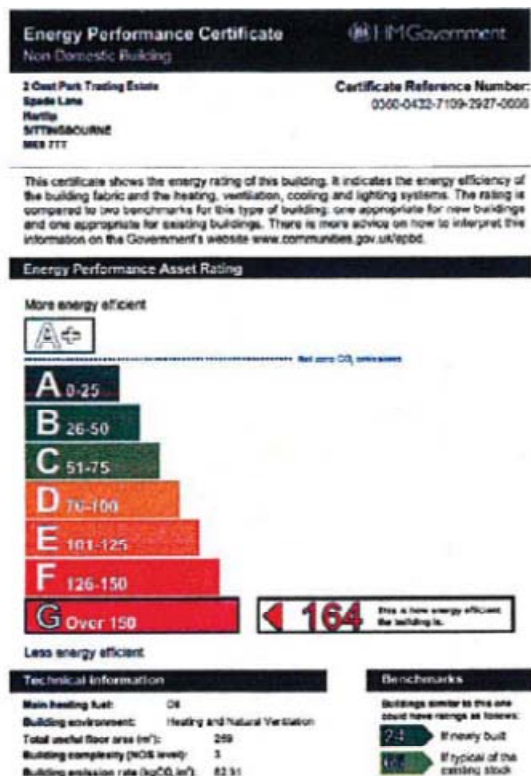 Energy Performance Certificate
HM Government
Non-Domestic Building
Trading Estate
Spade Lane
Hartlip
SITTINGBOURNE
ME9 7TT
Certificate Reference Number:
This certificate shows the energy rating of this building. It indicates the energy efficiency of
the building fabric and the heating, ventilation, cooling and lighting systems. The rating is
compared to two benchmarks for this type of building: one appropriate for new buildings
and one appropriate for existing buildings. There is more advice on how to interpret this
information on the Government's website www.communities.gov.uk/epbd.
Energy Performance Asset Rating
More energy efficient
A+
Net zero CO₂ emissions
A 0-25
B 26-50
C 51-75
D 76-100
E 101-125
F 126-150
G Over 150
164
This is how energy efficient
the building is.
Less energy efficient
Technical Information
Main heating fuel: Oil
Building environment: Heating and Natural Ventilation
Total useful floor area (m²): 269
Building complexity (NOS level): 3
Building emission rate (kgCO₂/m²):
Benchmarks
Buildings similar to this one
could have ratings as follows:
24
If newly built
If typical of the
existing stock